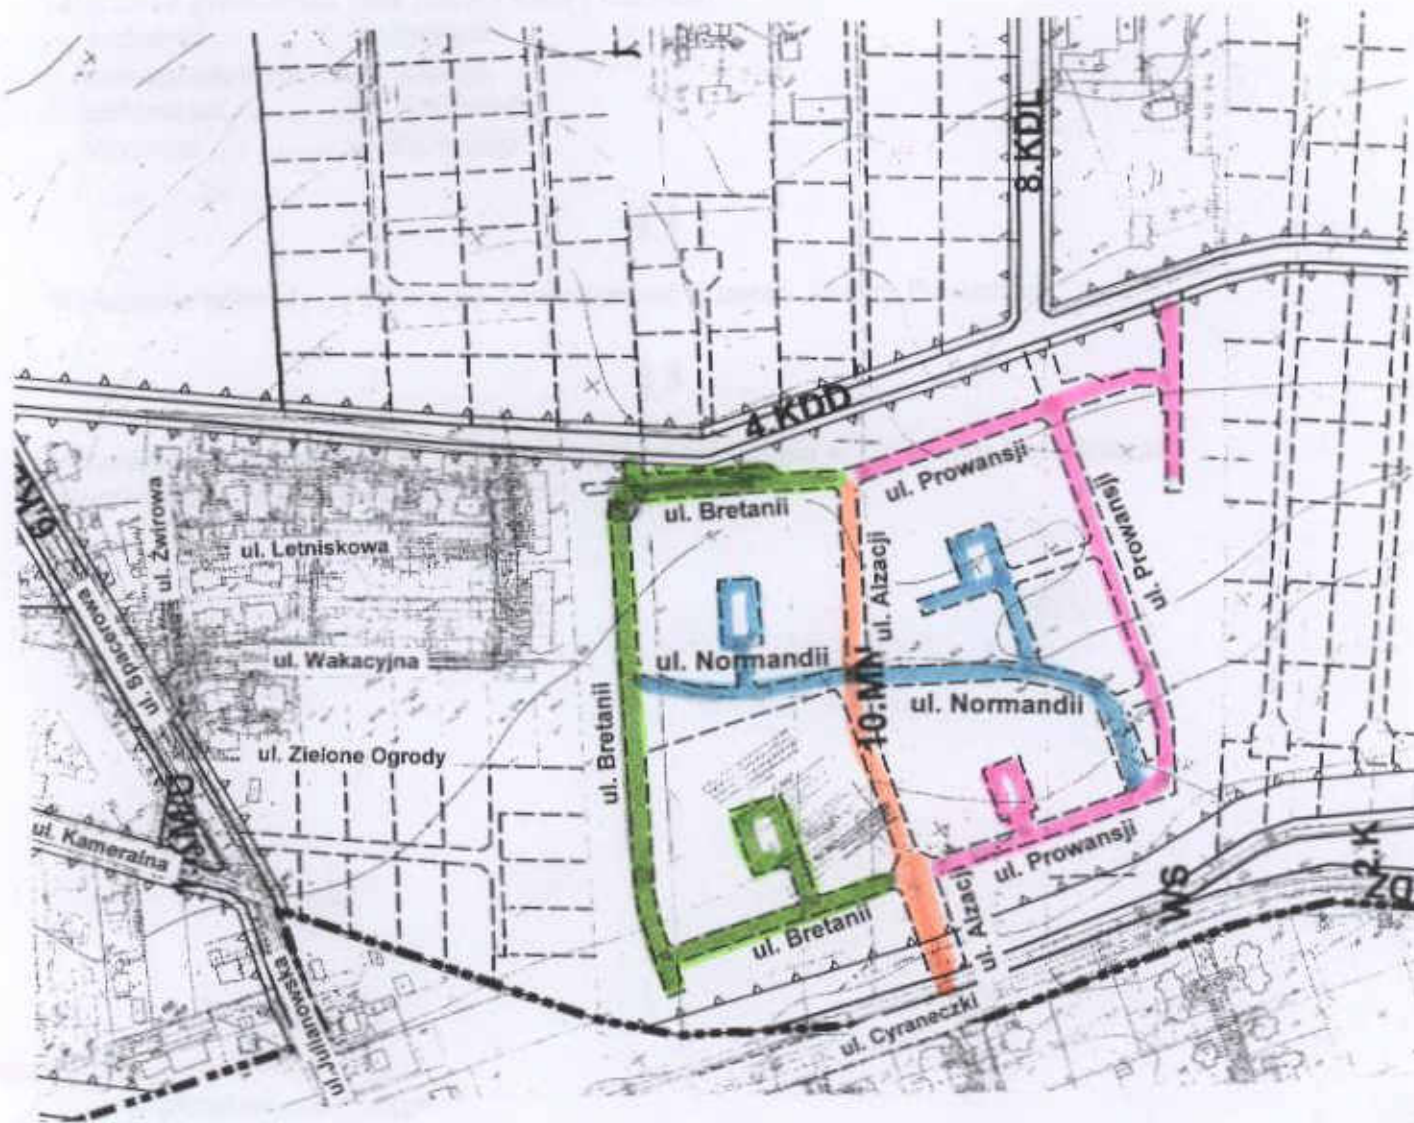 8.KDL
4.KDD
ul. Prowansji
ul. Bretanii
ul. Żwirowa
ul. Letniskowa
ul. Alzacji
ul. Prowansji
ul. Spacerowa
ul. Wakacyjna
ul. Normandii
10.MN
ul. Normandii
ul. Bretanii
ul. Zielone Ogrody
ul. Kameralna
ul. Prowansji
WS
2.K
ul. Bretanii
ul. Alzacji
ul. Julianowska
ul. Cyraneczki